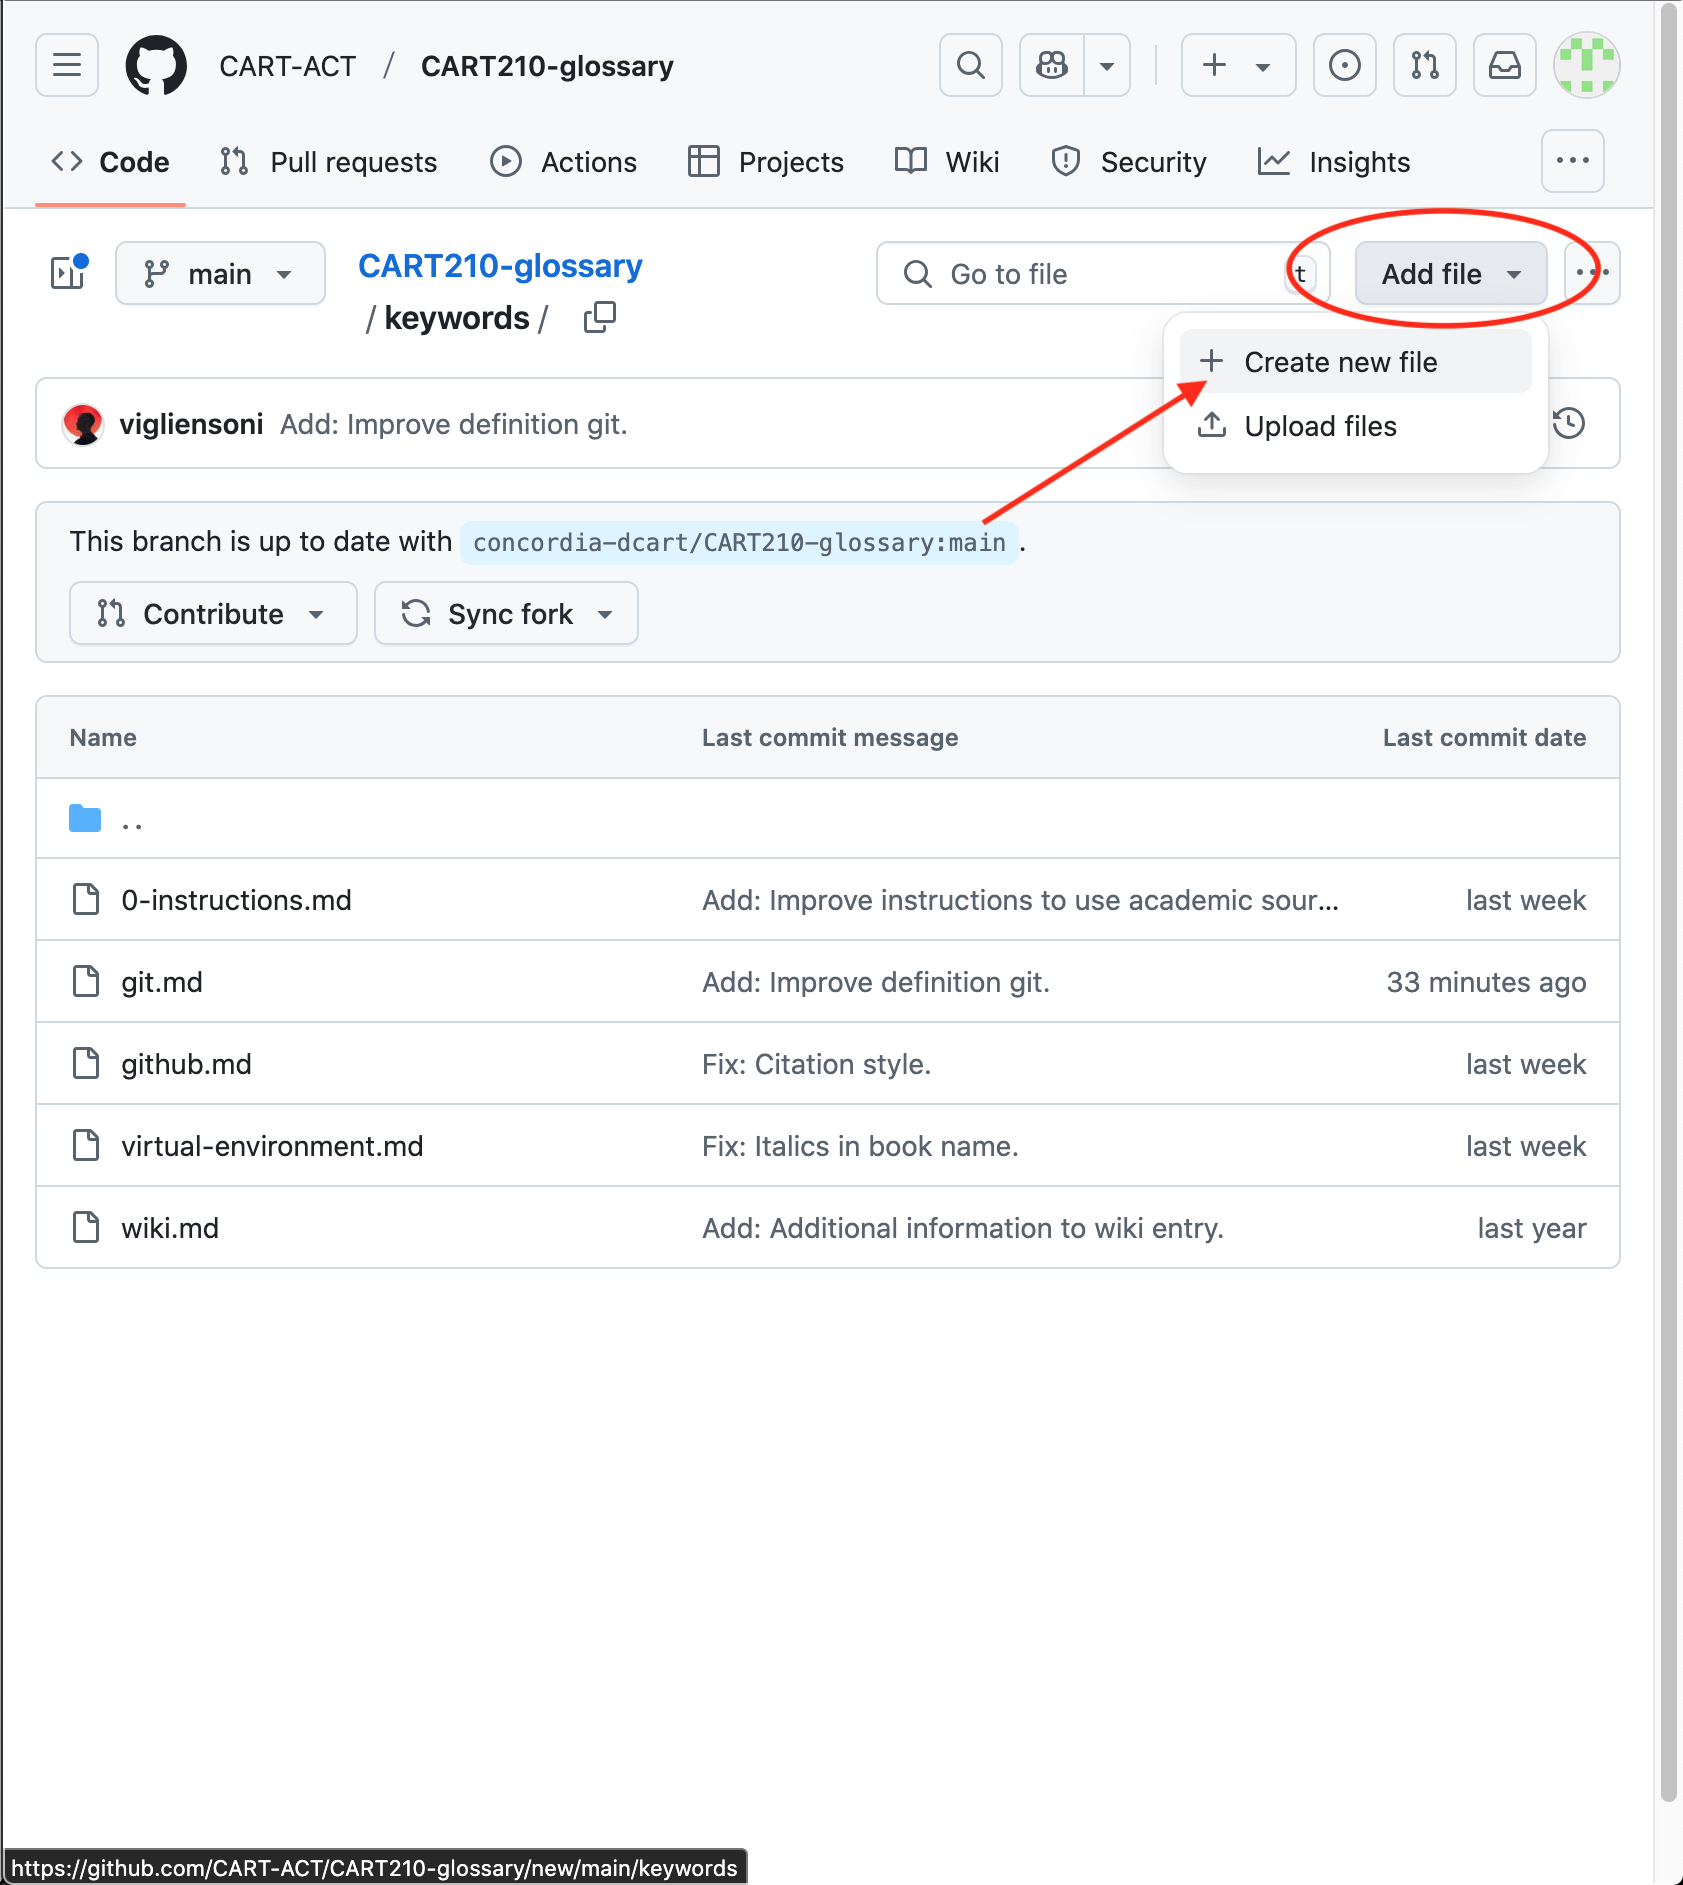 CART-ACT / CART210-glossary
Code Pull requests Actions Projects Wiki Security Insights
main CART210-glossary Go to file t Add file
/ keywords /
Create new file
Upload files
vigliensoni Add: Improve definition git.
This branch is up to date with concordia-dcart/CART210-glossary:main .
Contribute Sync fork
Name Last commit message Last commit date
..
0-instructions.md Add: Improve instructions to use academic sour... last week
git.md Add: Improve definition git. 33 minutes ago
github.md Fix: Citation style. last week
virtual-environment.md Fix: Italics in book name. last week
wiki.md Add: Additional information to wiki entry. last year
https://github.com/CART-ACT/CART210-glossary/new/main/keywords